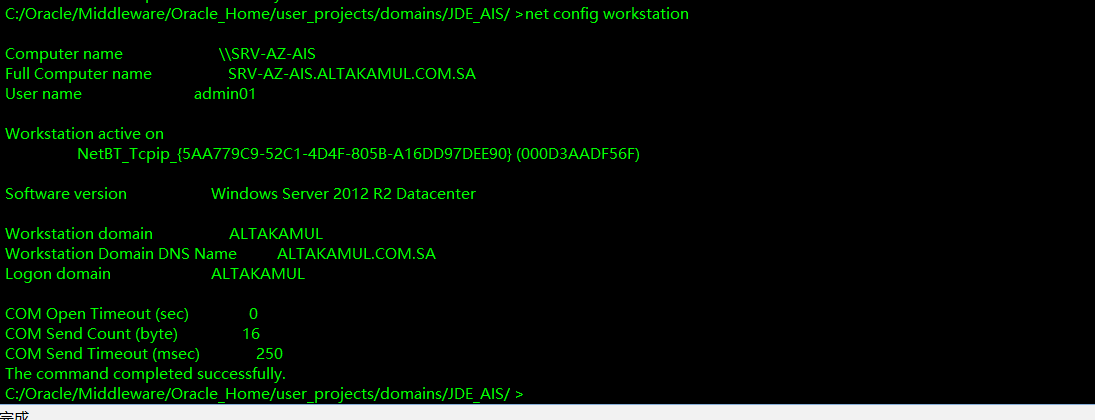 C:/Oracle/Middleware/Oracle_Home/user_projects/domains/JDE_AIS/ >net config workstation
Computer name \\SRV-AZ-AIS
Full Computer name SRV-AZ-AIS.ALTAKAMUL.COM.SA
User name admin01
Workstation active on
NetBT_Tcpip_{5AA779C9-52C1-4D4F-805B-A16DD97DEE90} (000D3AADF56F)
Software version Windows Server 2012 R2 Datacenter
Workstation domain ALTAKAMUL
Workstation Domain DNS Name ALTAKAMUL.COM.SA
Logon domain ALTAKAMUL
COM Open Timeout (sec) 0
COM Send Count (byte) 16
COM Send Timeout (msec) 250
The command completed successfully.
C:/Oracle/Middleware/Oracle_Home/user_projects/domains/JDE_AIS/ >
完成